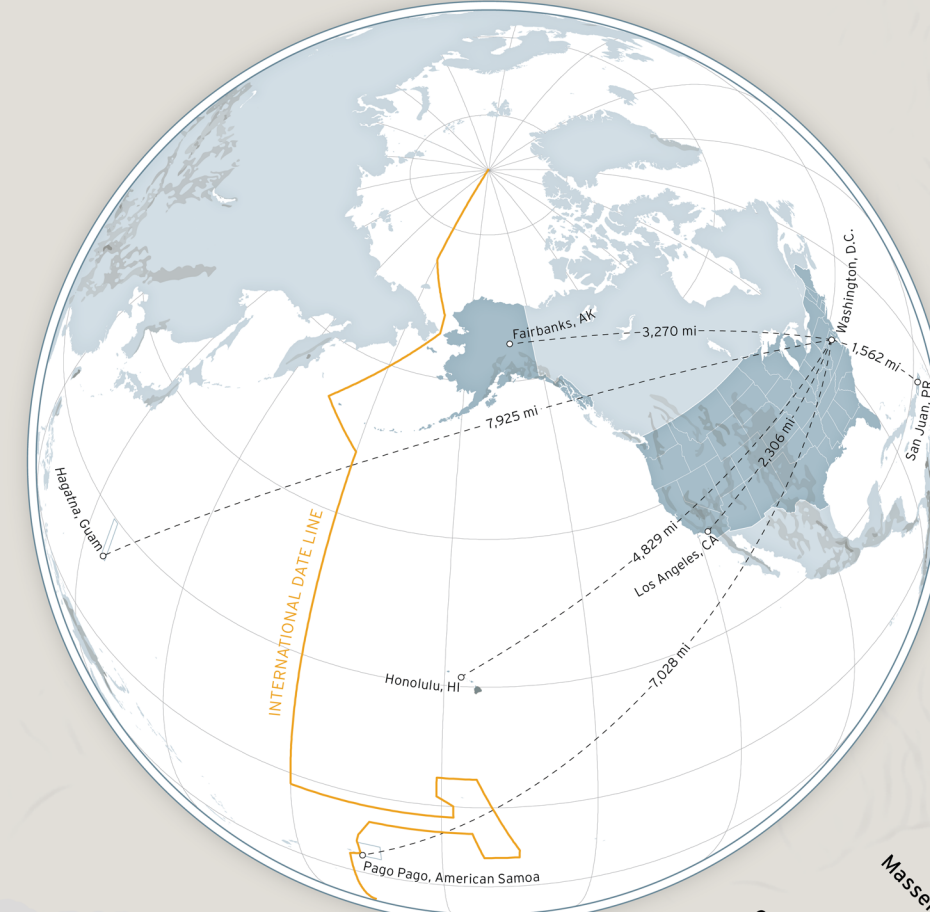 Washington, D.C.
Fairbanks, AK
3,270 mi
1,562 mi
San Juan, PR
7,925 mi
2,306 mi
Hagatna, Guam
4,829 mi
Los Angeles, CA
INTERNATIONAL DATE LINE
7,028 mi
Honolulu, HI
Pago Pago, American Samoa